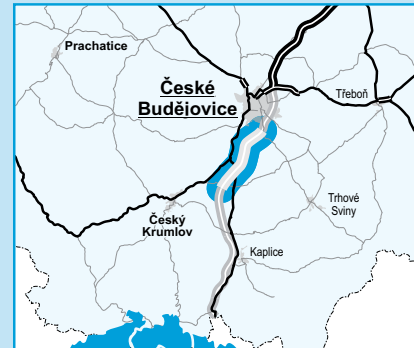 Prachatice
České
Budějovice
Třeboň
Trhové
Sviny
Český
Krumlov
Kaplice